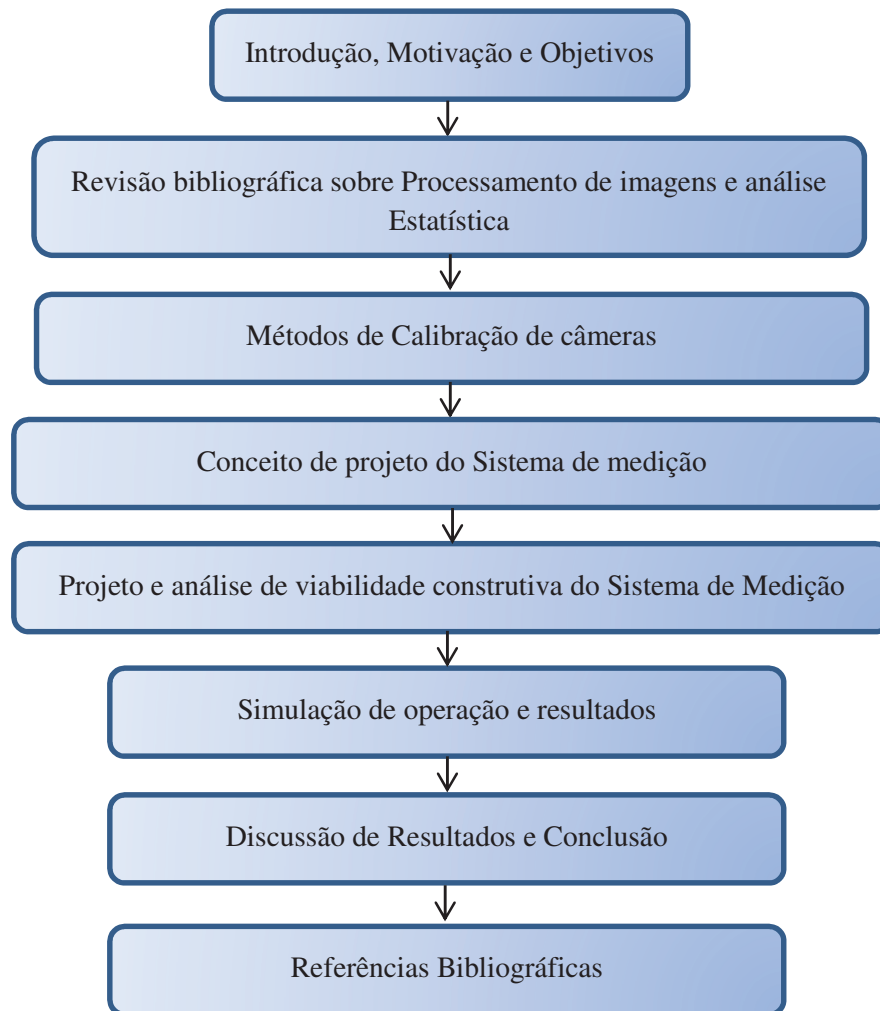 Introdução, Motivação e Objetivos
Revisão bibliográfica sobre Processamento de imagens e análise
Estatística
Métodos de Calibração de câmeras
Conceito de projeto do Sistema de medição
Projeto e análise de viabilidade construtiva do Sistema de Medição
Simulação de operação e resultados
Discussão de Resultados e Conclusão
Referências Bibliográficas